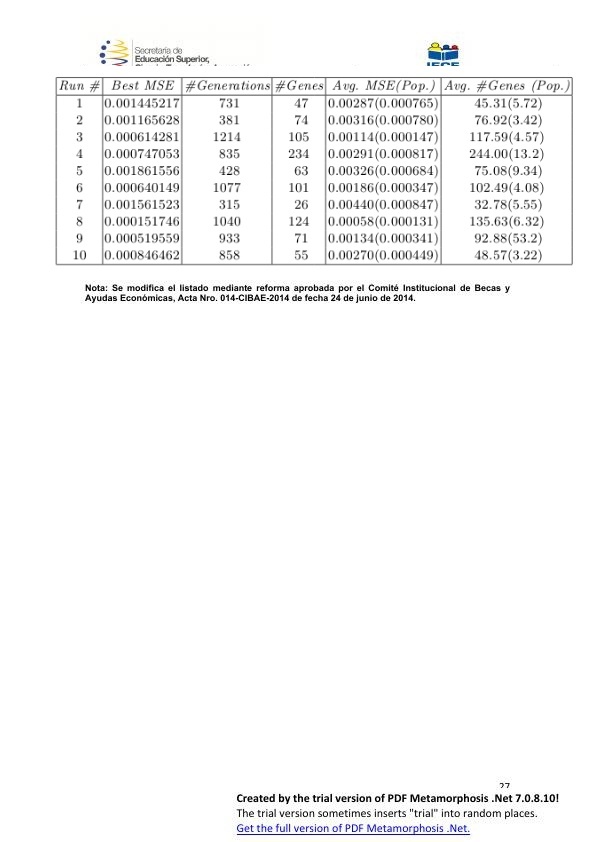 Secretaría de
Educación Superior,
Run # Best MSE #Generations #Genes Avg. MSE(Pop.) Avg. #Genes (Pop.)
1 0.001445217 731 47 0.00287(0.000765) 45.31(5.72)
2 0.001165628 381 74 0.00316(0.000780) 76.92(3.42)
3 0.000614281 1214 105 0.00114(0.000147) 117.59(4.57)
4 0.000747053 835 234 0.00291(0.000817) 244.00(13.2)
5 0.001861556 428 63 0.00326(0.000684) 75.08(9.34)
6 0.000640149 1077 101 0.00186(0.000347) 102.49(4.08)
7 0.001561523 315 26 0.00440(0.000847) 32.78(5.55)
8 0.000151746 1040 124 0.00058(0.000131) 135.63(6.32)
9 0.000519559 933 71 0.00134(0.000341) 92.88(53.2)
10 0.000846462 858 55 0.00270(0.000449) 48.57(3.22)
Nota: Se modifica el listado mediante reforma aprobada por el Comité Institucional de Becas y
Ayudas Económicas, Acta Nro. 014-CIBAE-2014 de fecha 24 de junio de 2014.
27
Created by the trial version of PDF Metamorphosis .Net 7.0.8.10!
The trial version sometimes inserts "trial" into random places.
Get the full version of PDF Metamorphosis .Net.